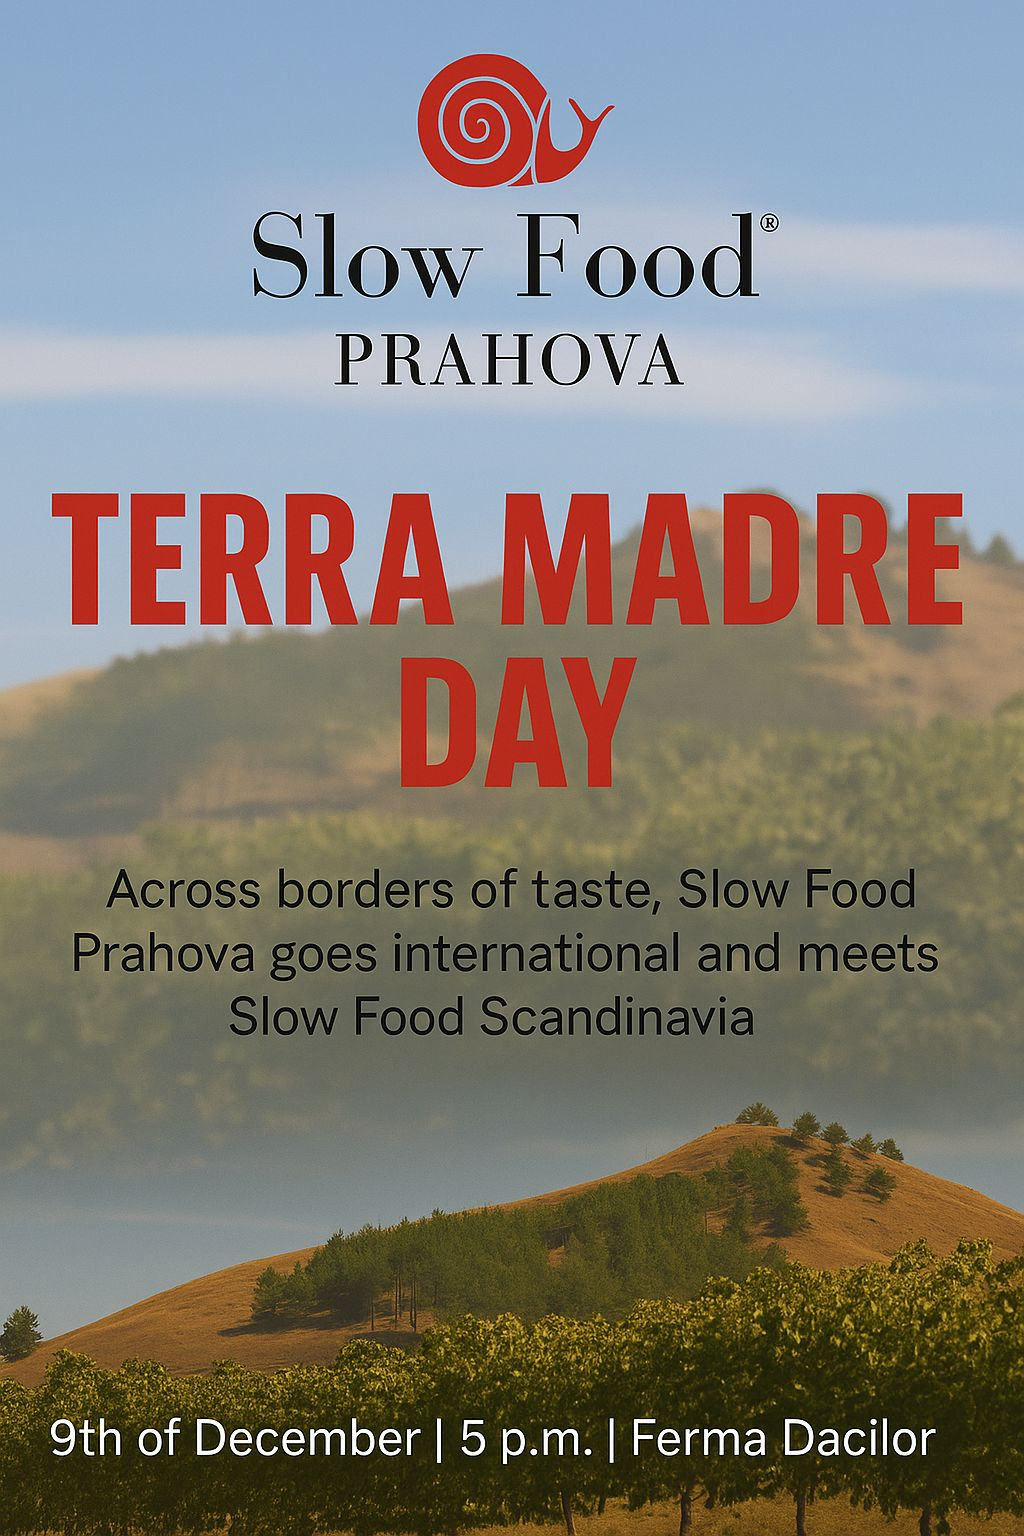 Slow Food®
PRAHOVA
TERRA MADRE
DAY
Across borders of taste, Slow Food
Prahova goes international and meets
Slow Food Scandinavia
9th of December | 5 p.m. | Ferma Dacilor